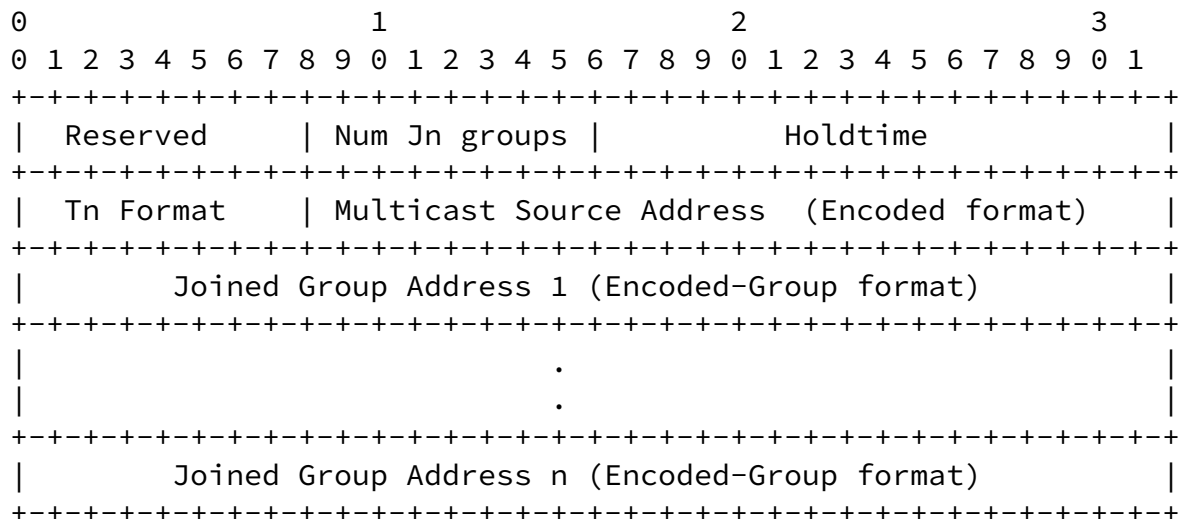 0                   1                   2                   3
0 1 2 3 4 5 6 7 8 9 0 1 2 3 4 5 6 7 8 9 0 1 2 3 4 5 6 7 8 9 0 1
+-+-+-+-+-+-+-+-+-+-+-+-+-+-+-+-+-+-+-+-+-+-+-+-+-+-+-+-+-+-+-+-+
|  Reserved     | Num Jn groups |          Holdtime             |
+-+-+-+-+-+-+-+-+-+-+-+-+-+-+-+-+-+-+-+-+-+-+-+-+-+-+-+-+-+-+-+-+
|  Tn Format    | Multicast Source Address  (Encoded format)    |
+-+-+-+-+-+-+-+-+-+-+-+-+-+-+-+-+-+-+-+-+-+-+-+-+-+-+-+-+-+-+-+-+
|        Joined Group Address 1 (Encoded-Group format)          |
+-+-+-+-+-+-+-+-+-+-+-+-+-+-+-+-+-+-+-+-+-+-+-+-+-+-+-+-+-+-+-+-+
|                             .                                 |
|                             .                                 |
+-+-+-+-+-+-+-+-+-+-+-+-+-+-+-+-+-+-+-+-+-+-+-+-+-+-+-+-+-+-+-+-+
|        Joined Group Address n (Encoded-Group format)          |
+-+-+-+-+-+-+-+-+-+-+-+-+-+-+-+-+-+-+-+-+-+-+-+-+-+-+-+-+-+-+-+-+